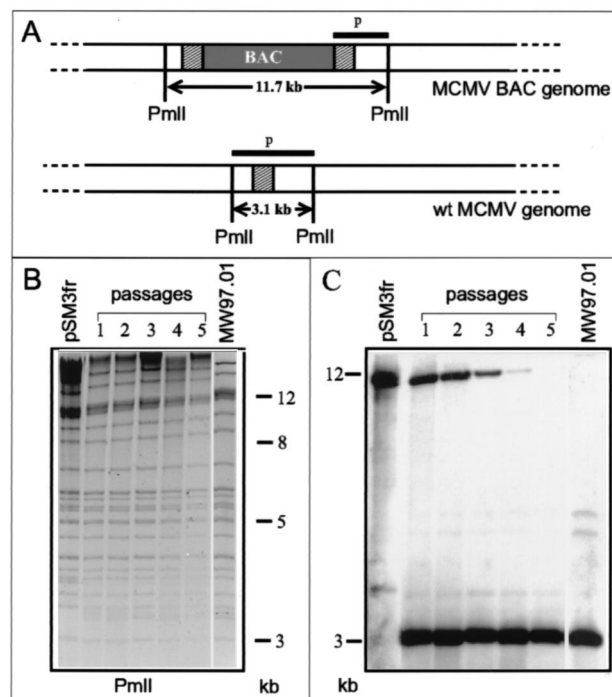 A
p
BAC
11.7 kb
PmlI PmlI
MCMV BAC genome
p
3.1 kb
wt MCMV genome
PmlI PmlI
B
pSM3fr
passages
1 2 3 4 5
MW97.01
12
8
5
3
PmlI
kb
C
pSM3fr
passages
1 2 3 4 5
MW97.01
12
3
kb